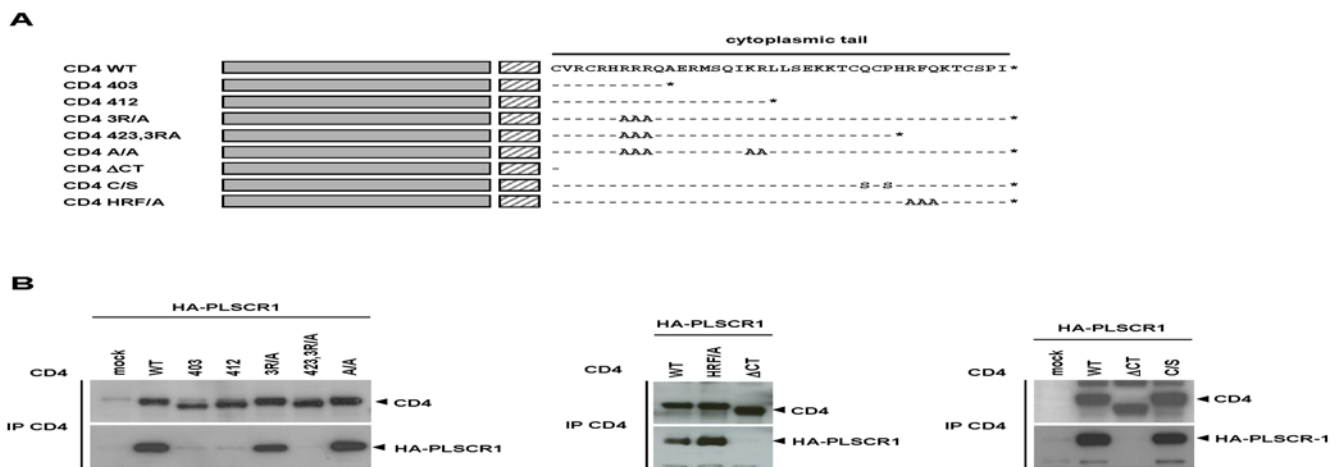 A
cytoplasmic tail
CD4 WT CVRCRHRRRQAERMSQIKRLLSEKKTCQCPHRFQKTCSPI*
CD4 403 ----------*
CD4 412 -------------------*
CD4 3R/A ------AAA-------------------------------*
CD4 423,3RA ------AAA---------------------*
CD4 A/A ------AAA--------AA---------------------*
CD4 ΔCT -
CD4 C/S ---------------------------S-S----------*
CD4 HRF/A ------------------------------AAA-------*
B
HA-PLSCR1
CD4 mock WT 403 412 3R/A 423,3R/A A/A
CD4
IP CD4
HA-PLSCR1
HA-PLSCR1
CD4 WT HRF/A ΔCT
CD4
IP CD4
HA-PLSCR1
HA-PLSCR1
CD4 mock WT ΔCT C/S
CD4
IP CD4
HA-PLSCR-1